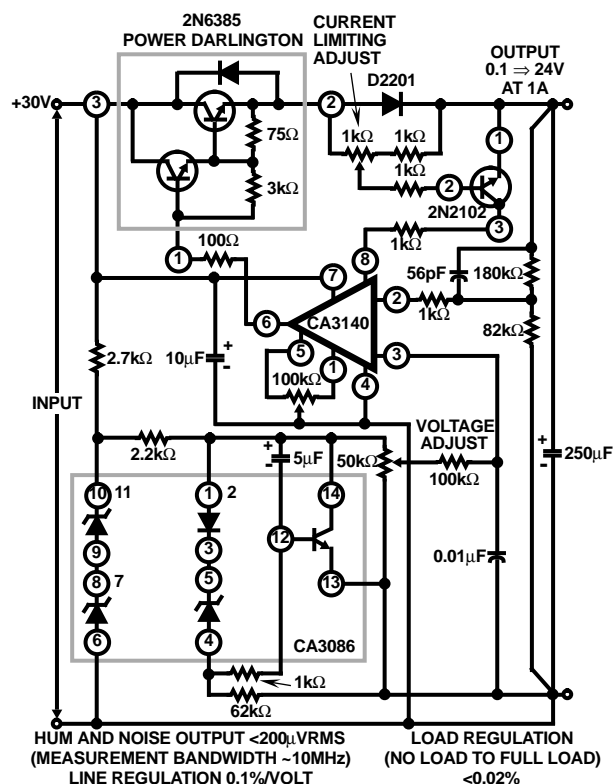 2N6385
POWER DARLINGTON
CURRENT
LIMITING
ADJUST
D2201
OUTPUT
0.1 ⇒ 24V
AT 1A
+30V
3
2
75Ω
3kΩ
1kΩ
1kΩ
1kΩ
1
2
2N2102
3
1
100Ω
1kΩ
8
7
56pF
180kΩ
6
CA3140
2
1kΩ
82kΩ
5
3
1
4
2.7kΩ
10µF
+
-
100kΩ
INPUT
VOLTAGE
ADJUST
2.2kΩ
+
-
5µF
50kΩ
100kΩ
+
-
250µF
10
11
1
2
14
9
3
12
8
7
5
13
0.01µF
6
4
CA3086
1kΩ
62kΩ
HUM AND NOISE OUTPUT <200µVRMS
(MEASUREMENT BANDWIDTH ~10MHz)
LINE REGULATION 0.1%/VOLT
LOAD REGULATION
(NO LOAD TO FULL LOAD)
<0.02%